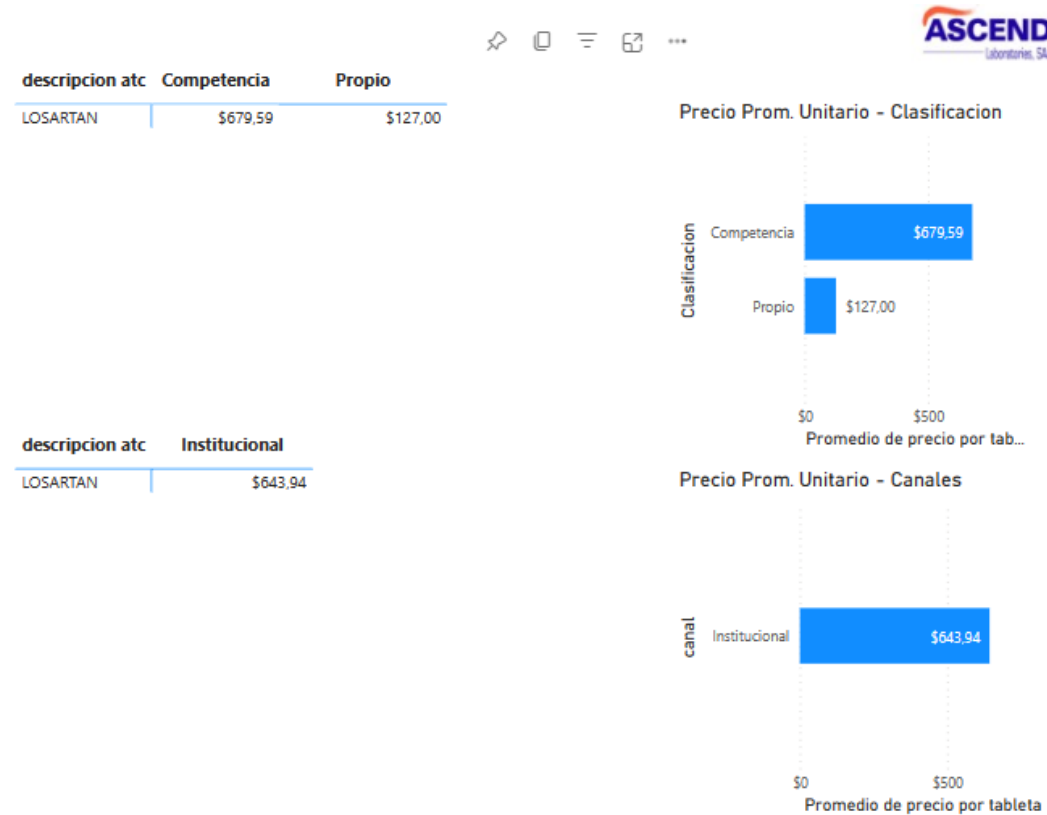 ASCEND
Laboratories, SA
descripcion atc Competencia Propio
LOSARTAN $679,59 $127,00
Precio Prom. Unitario - Clasificacion
Clasificacion
Competencia $679,59
Propio $127,00
$0 $500
Promedio de precio por tab...
descripcion atc Institucional
LOSARTAN $643,94
Precio Prom. Unitario - Canales
canal
Institucional $643,94
$0 $500
Promedio de precio por tableta